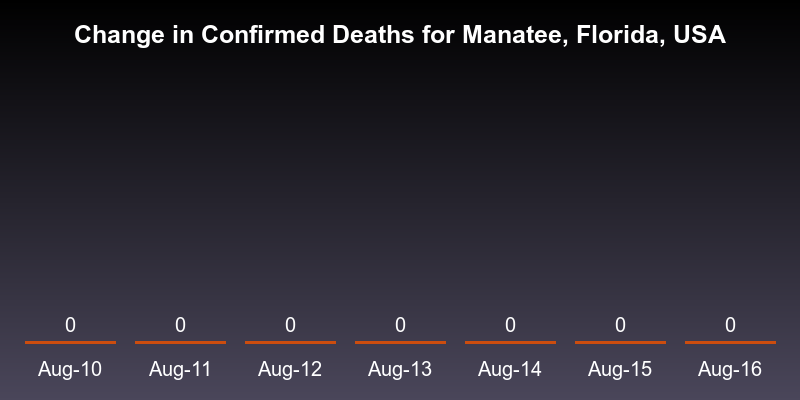 Change in Confirmed Deaths for Manatee, Florida, USA
0 0 0 0 0 0 0
Aug-10 Aug-11 Aug-12 Aug-13 Aug-14 Aug-15 Aug-16